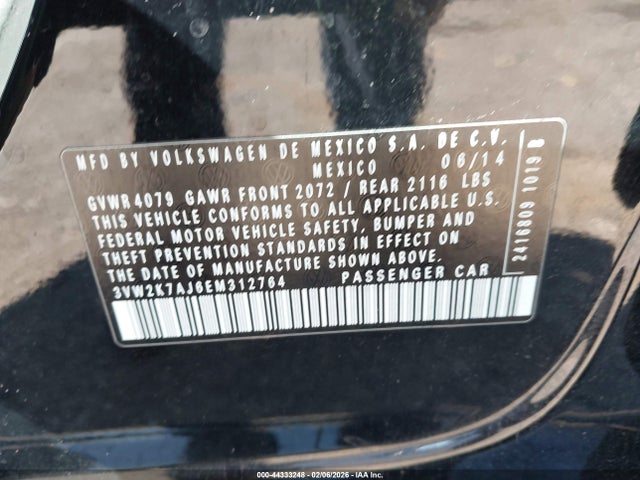 MFD BY VOLKSWAGEN DE MEXICO S.A. DE C.V.
MEXICO 06/14
GVWR 4079 GAWR FRONT 2072 / REAR 2116 LBS
THIS VEHICLE CONFORMS TO ALL APPLICABLE U.S.
FEDERAL MOTOR VEHICLE SAFETY, BUMPER AND
THEFT PREVENTION STANDARDS IN EFFECT ON
THE DATE OF MANUFACTURE SHOWN ABOVE.
3VW2K7AJ6EM312764 PASSENGER CAR
2416609 1019 B
000-44333248 - 02/06/2026 - IAA Inc.